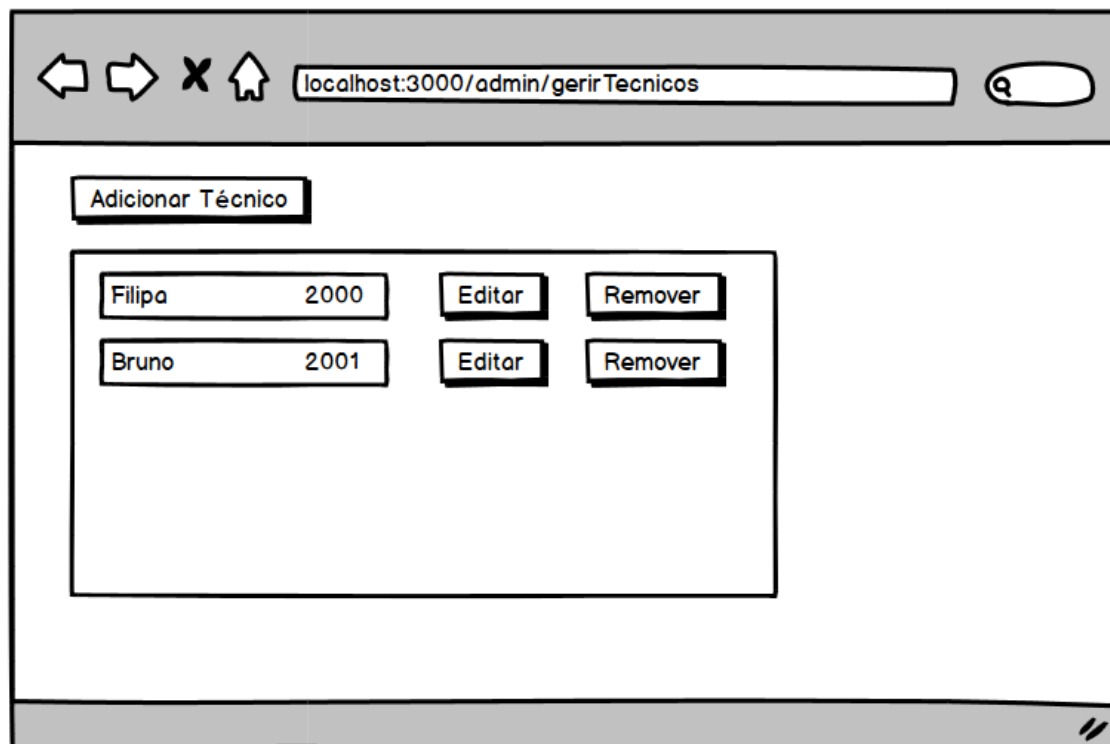 localhost:3000/admin/gerirTecnicos
Adicionar Técnico
Filipa 2000 Editar Remover
Bruno 2001 Editar Remover